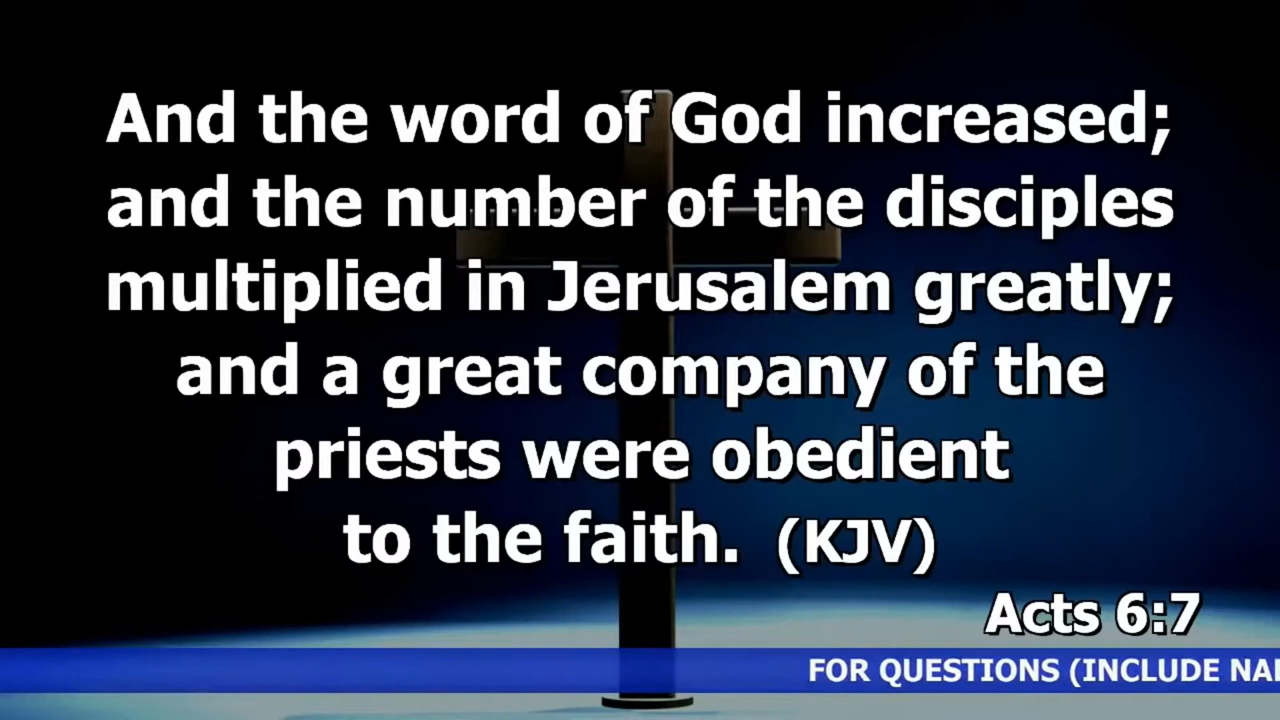 And the word of God increased;
and the number of the disciples
multiplied in Jerusalem greatly;
and a great company of the
priests were obedient
to the faith. (KJV)
Acts 6:7
FOR QUESTIONS (INCLUDE